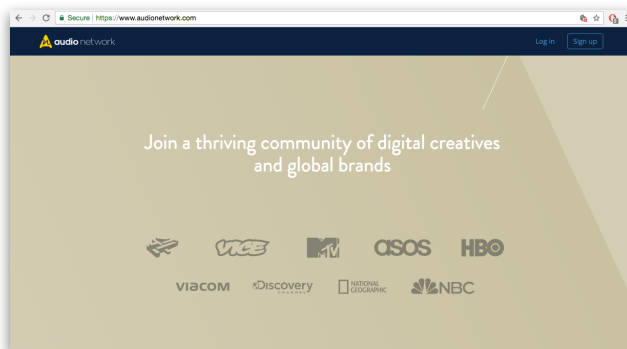 Secure | https://www.audionetwork.com
audio network
Log in
Sign up
Join a thriving community of digital creatives
and global brands
VICE
MTV
asos
HBO
VIACOM
Discovery
CHANNEL
NATIONAL
GEOGRAPHIC
NBC